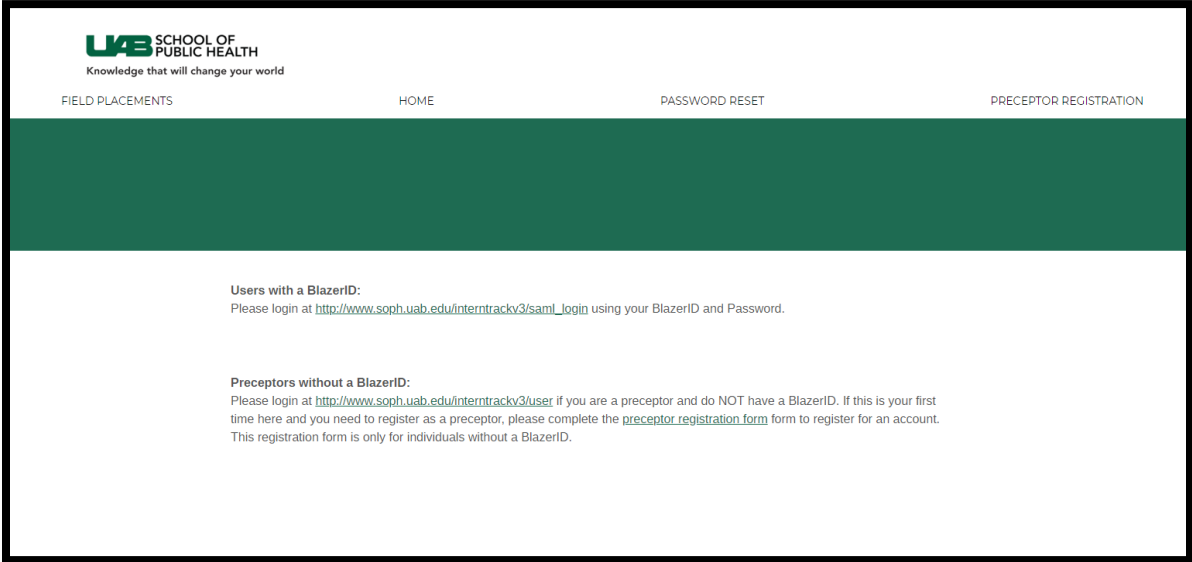 UAB SCHOOL OF
PUBLIC HEALTH
Knowledge that will change your world
FIELD PLACEMENTS HOME PASSWORD RESET PRECEPTOR REGISTRATION
Users with a BlazerID:
Please login at http://www.soph.uab.edu/interntrackv3/saml_login using your BlazerID and Password.
Preceptors without a BlazerID:
Please login at http://www.soph.uab.edu/interntrackv3/user if you are a preceptor and do NOT have a BlazerID. If this is your first
time here and you need to register as a preceptor, please complete the preceptor registration form form to register for an account.
This registration form is only for individuals without a BlazerID.